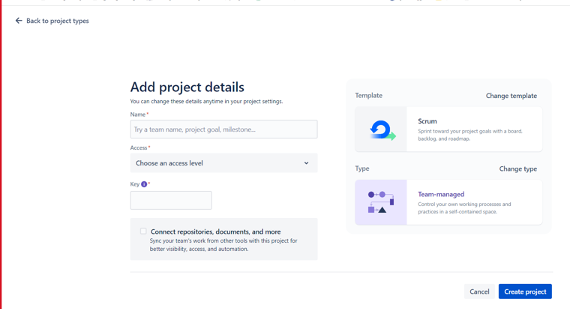 Back to project types
Add project details
You can change these details anytime in your project settings.
Name*
Try a team name, project goal, milestone...
Access*
Choose an access level
Key *
Connect repositories, documents, and more
Sync your team's work from other tools with this project for
better visibility, access, and automation.
Template
Change template
Scrum
Sprint toward your project goals with a board,
backlog, and roadmap.
Type
Change type
Team-managed
Control your own working processes and
practices in a self-contained space.
Cancel
Create project